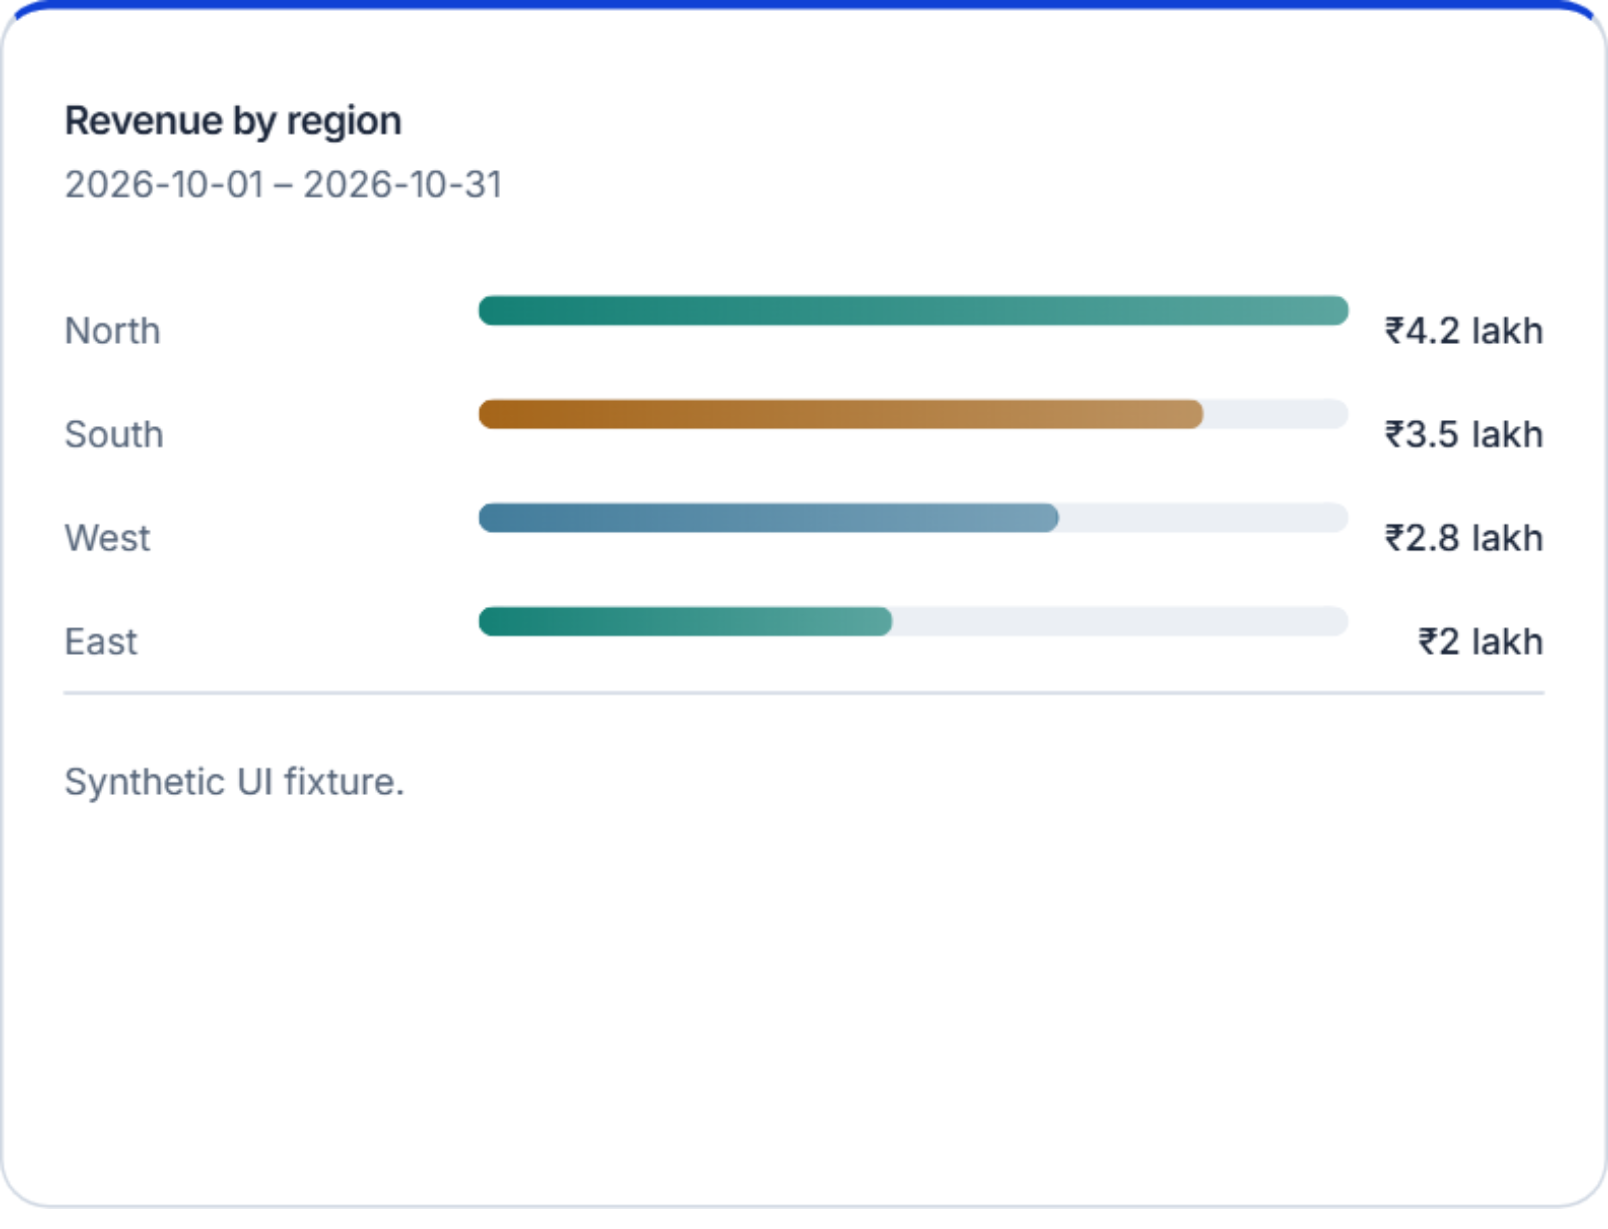 Revenue by region
2026-10-01 – 2026-10-31
North ₹4.2 lakh
South ₹3.5 lakh
West ₹2.8 lakh
East ₹2 lakh
Synthetic UI fixture.